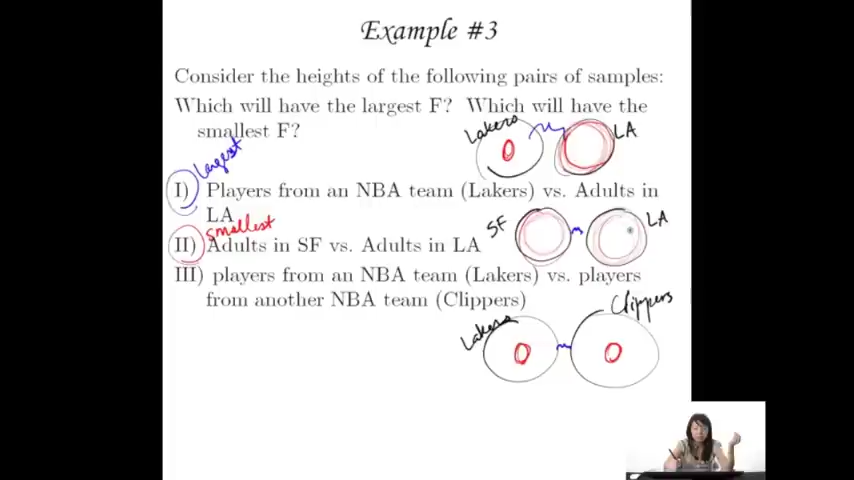 Example #3
Consider the heights of the following pairs of samples:
Which will have the largest F? Which will have the
smallest F?
Lakers
LA
largest
I) Players from an NBA team (Lakers) vs. Adults in
LA
smallest
SF
LA
II) Adults in SF vs. Adults in LA
III) players from an NBA team (Lakers) vs. players
from another NBA team (Clippers)
Clippers
Lakers